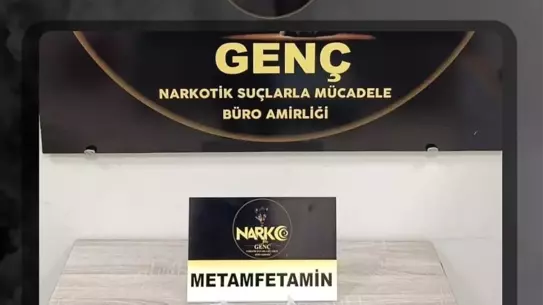 GENÇ
NARKOTİK SUÇLARLA MÜCADELE
BÜRO AMİRLİĞİ
NARKO
GENÇ
METAMFETAMİN